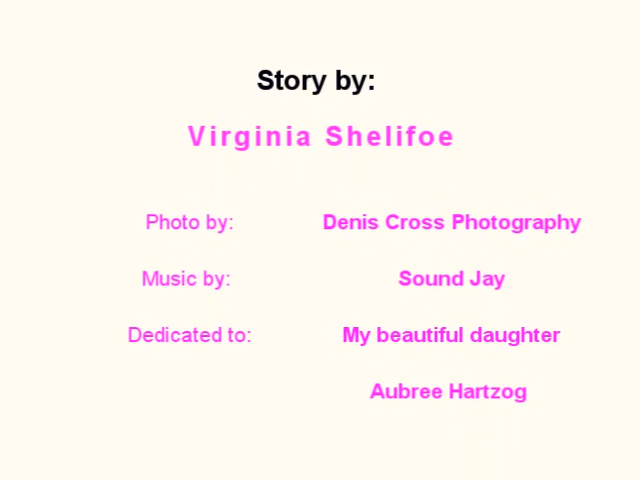 Story by:
Virginia Shelifoe
Photo by: Denis Cross Photography
Music by: Sound Jay
Dedicated to: My beautiful daughter
Aubree Hartzog